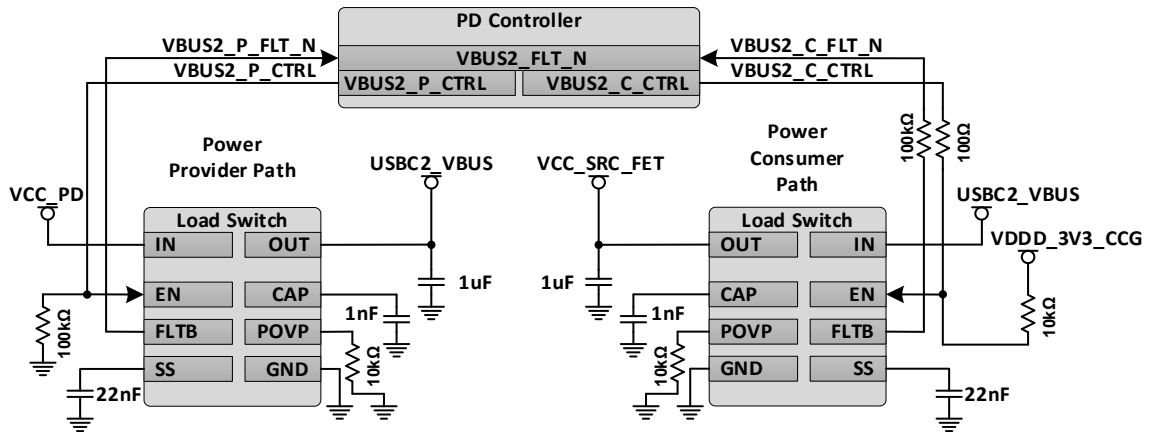 PD Controller
VBUS2_P_FLT_N
VBUS2_FLT_N
VBUS2_C_FLT_N
VBUS2_P_CTRL
VBUS2_P_CTRL
VBUS2_C_CTRL
VBUS2_C_CTRL
100kΩ
100Ω
Power
Provider Path
Power
Consumer
Path
USBC2_VBUS
VCC_SRC_FET
VCC_PD
USBC2_VBUS
Load Switch
Load Switch
VDDD_3V3_CCG
IN
OUT
OUT
IN
1uF
1uF
EN
CAP
CAP
EN
1nF
1nF
100kΩ
FLTB
POVP
POVP
FLTB
10kΩ
10kΩ
10kΩ
SS
GND
GND
SS
22nF
22nF